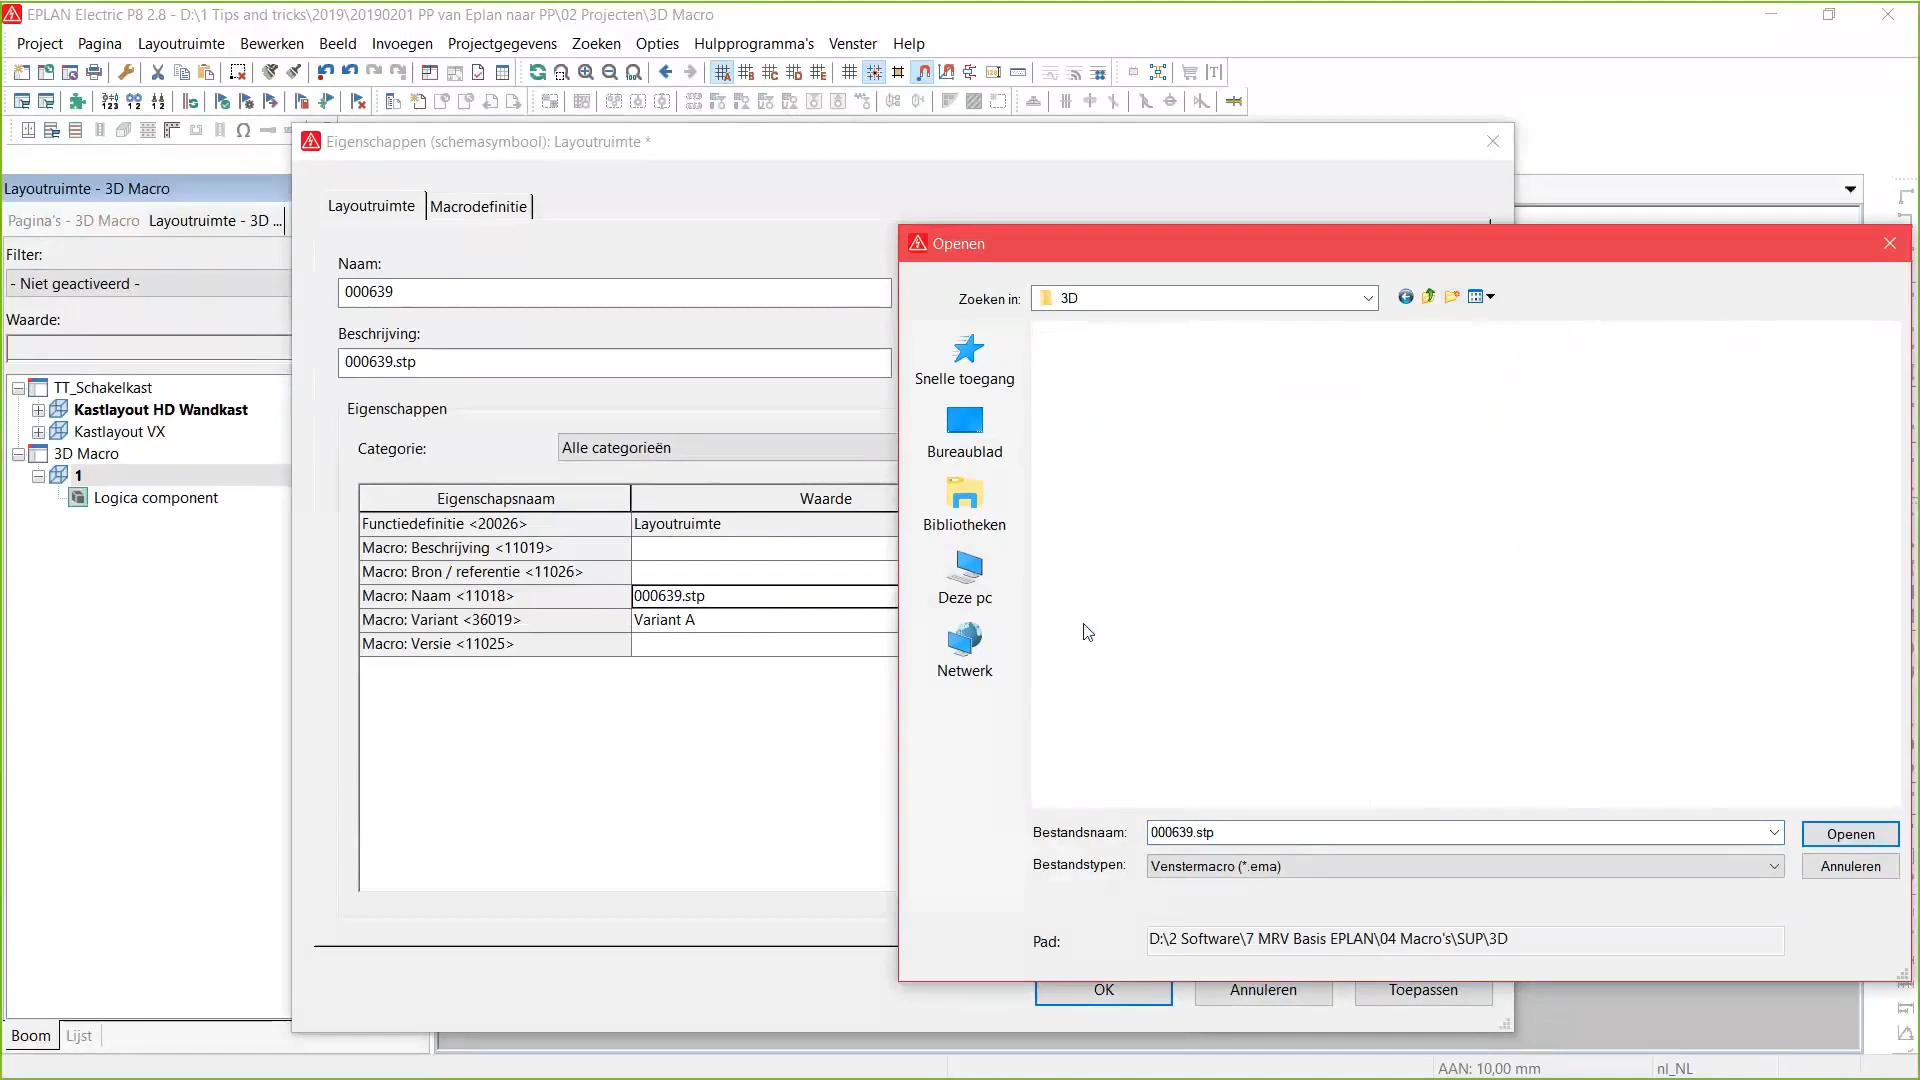 EPLAN Electric P8 2.8 - D:\1 Tips and tricks\2019\20190201 PP van Eplan naar PP\02 Projecten\3D Macro
Project Pagina Layoutruimte Bewerken Beeld Invoegen Projectgegevens Zoeken Opties Hulpprogramma's Venster Help
Eigenschappen (schemasymbool): Layoutruimte *
Layoutruimte - 3D Macro
Pagina's - 3D Macro Layoutruimte - 3D ...
Filter:
- Niet geactiveerd -
Waarde:
TT_Schakelkast
Kastlayout HD Wandkast
Kastlayout VX
3D Macro
1
Logica component
Boom Lijst
Layoutruimte Macrodefinitie
Naam:
000639
Beschrijving:
000639.stp
Eigenschappen
Categorie: Alle categorieën
Eigenschapsnaam Waarde
Functiedefinitie <20026> Layoutruimte
Macro: Beschrijving <11019>
Macro: Bron / referentie <11026>
Macro: Naam <11018> 000639.stp
Macro: Variant <36019> Variant A
Macro: Versie <11025>
OK Annuleren Toepassen
Openen
Zoeken in: 3D
Snelle toegang
Bureaublad
Bibliotheken
Deze pc
Netwerk
Bestandsnaam: 000639.stp Openen
Bestandstypen: Venstermacro (*.ema) Annuleren
Pad: D:\2 Software\7 MRV Basis EPLAN\04 Macro's\SUP\3D
AAN: 10,00 mm nl_NL